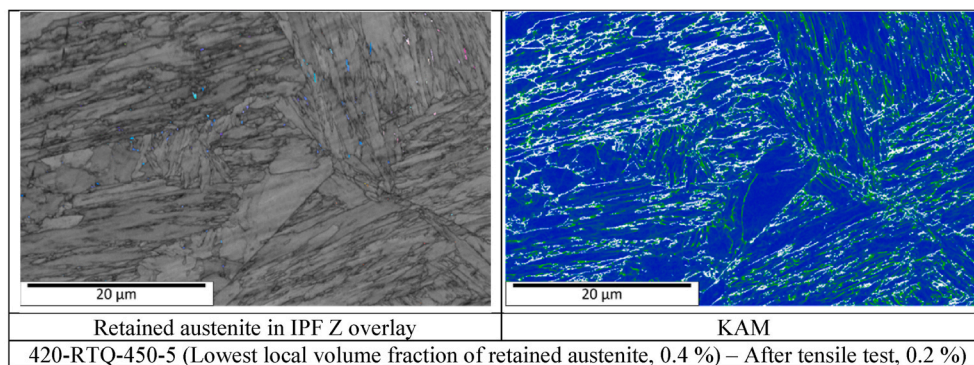 20 µm
20 µm
Retained austenite in IPF Z overlay
KAM
420-RTQ-450-5 (Lowest local volume fraction of retained austenite, 0.4 %) – After tensile test, 0.2 %)